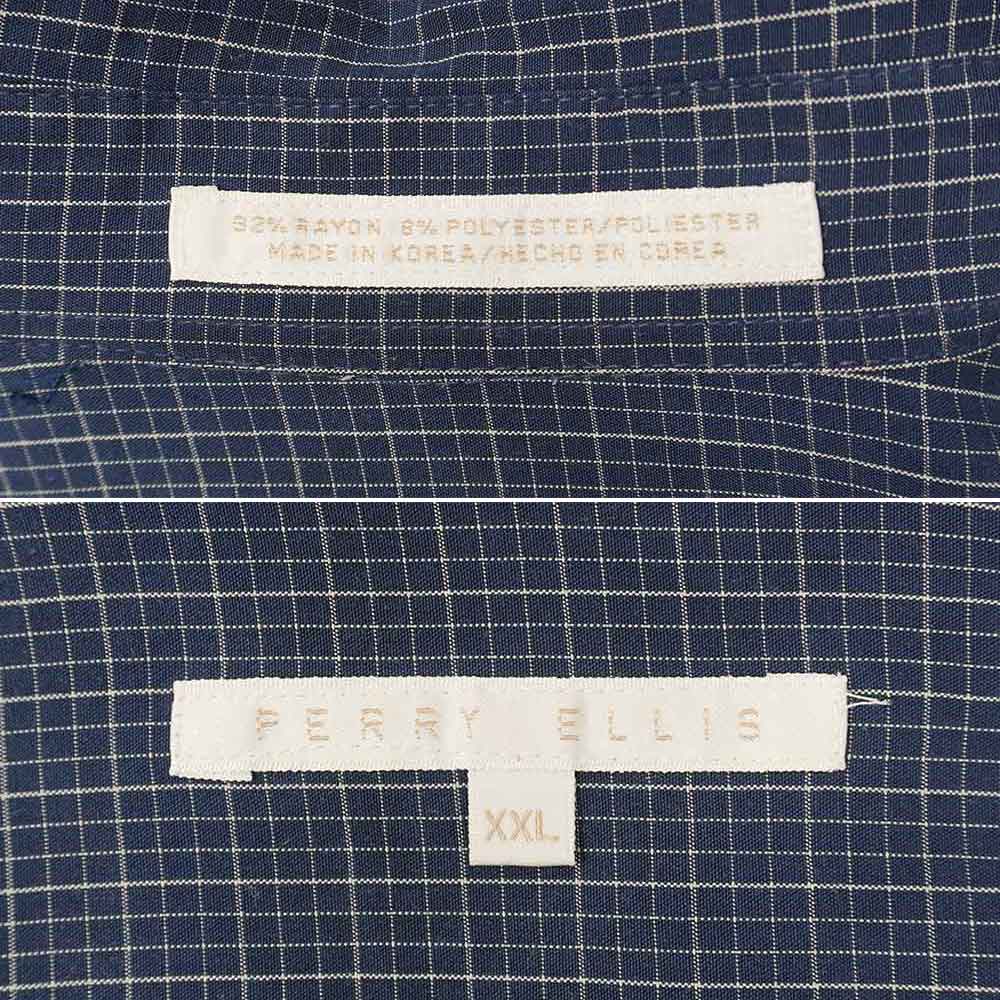 92% RAYON 8% POLYESTER/POLIESTER
MADE IN KOREA/HECHO EN COREA
PERRY ELLIS
XXL